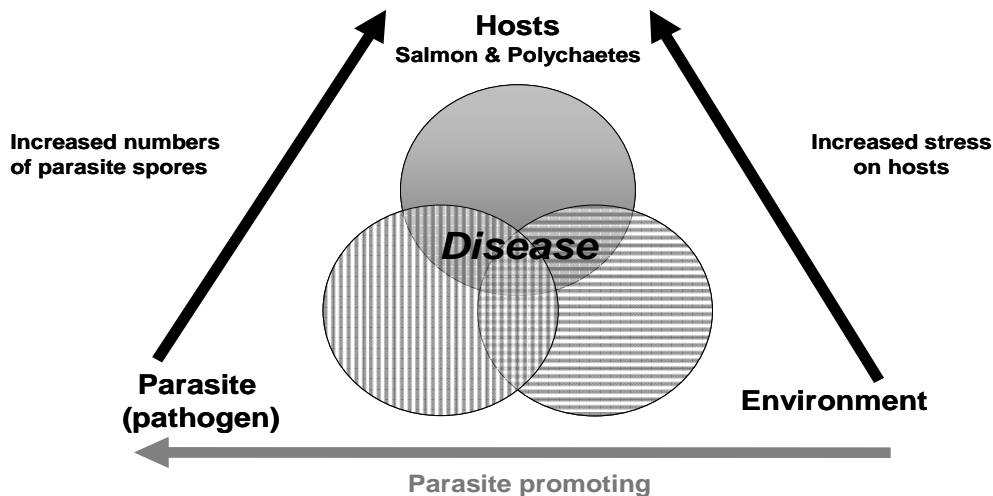 Hosts
Salmon & Polychaetes
Increased numbers
of parasite spores
Increased stress
on hosts
Disease
Parasite
(pathogen)
Environment
Parasite promoting